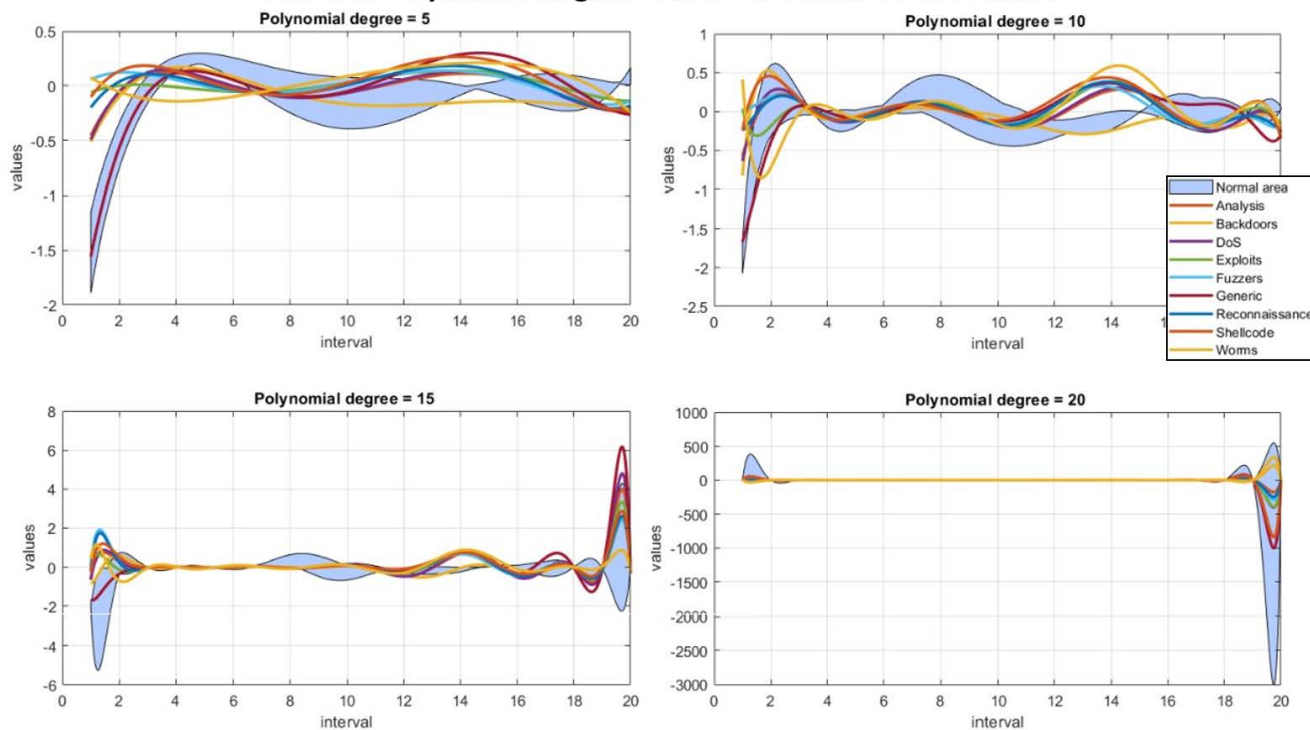 Polynomial degree = 5
0.5
0
-0.5
-1
-1.5
-2
values
0 2 4 6 8 10 12 14 16 18 20
interval
Polynomial degree = 10
1
0.5
0
-0.5
-1
-1.5
-2
-2.5
values
0 2 4 6 8 10 12 14
interval
Normal area
Analysis
Backdoors
DoS
Exploits
Fuzzers
Generic
Reconnaissance
Shellcode
Worms
Polynomial degree = 15
8
6
4
2
0
-2
-4
-6
values
0 2 4 6 8 10 12 14 16 18 20
interval
Polynomial degree = 20
1000
500
0
-500
-1000
-1500
-2000
-2500
-3000
values
0 2 4 6 8 10 12 14 16 18 20
interval